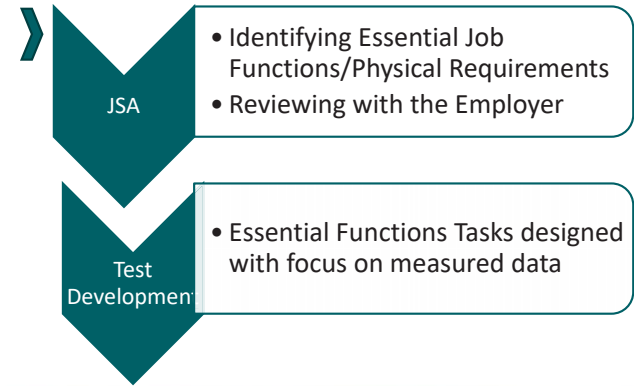 JSA
• Identifying Essential Job
Functions/Physical Requirements
• Reviewing with the Employer
Test
Development
• Essential Functions Tasks designed
with focus on measured data